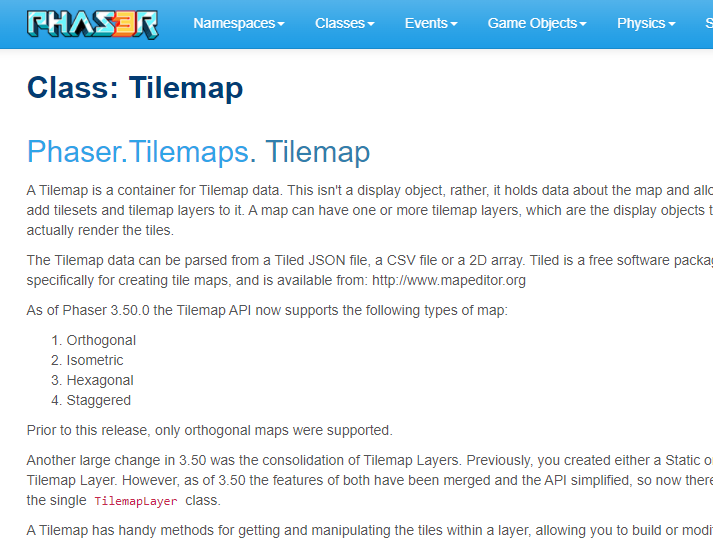 PHAS3R Namespaces Classes Events Game Objects Physics S
Class: Tilemap
Phaser.Tilemaps. Tilemap
A Tilemap is a container for Tilemap data. This isn't a display object, rather, it holds data about the map and allo
add tilesets and tilemap layers to it. A map can have one or more tilemap layers, which are the display objects t
actually render the tiles.
The Tilemap data can be parsed from a Tiled JSON file, a CSV file or a 2D array. Tiled is a free software packa
specifically for creating tile maps, and is available from: http://www.mapeditor.org
As of Phaser 3.50.0 the Tilemap API now supports the following types of map:
1. Orthogonal
2. Isometric
3. Hexagonal
4. Staggered
Prior to this release, only orthogonal maps were supported.
Another large change in 3.50 was the consolidation of Tilemap Layers. Previously, you created either a Static o
Tilemap Layer. However, as of 3.50 the features of both have been merged and the API simplified, so now there
the single TilemapLayer class.
A Tilemap has handy methods for getting and manipulating the tiles within a layer, allowing you to build or modi